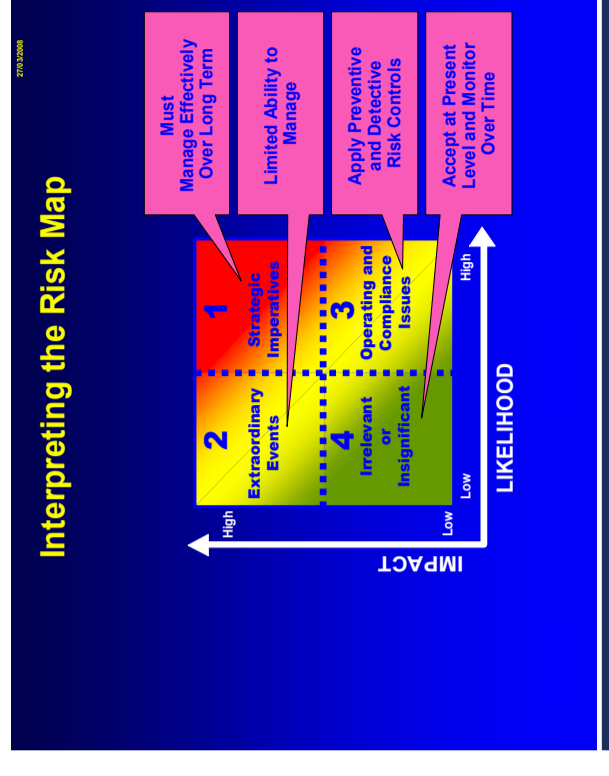 27/03/2008
Interpreting the Risk Map
IMPACT
High
Low
2
Extraordinary
Events
1
Strategic
Imperatives
4
Irrelevant
or
Insignificant
3
Operating and
Compliance
Issues
Low
High
LIKELIHOOD
Must
Manage Effectively
Over Long Term
Limited Ability to
Manage
Apply Preventive
and Detective
Risk Controls
Accept at Present
Level and Monitor
Over Time